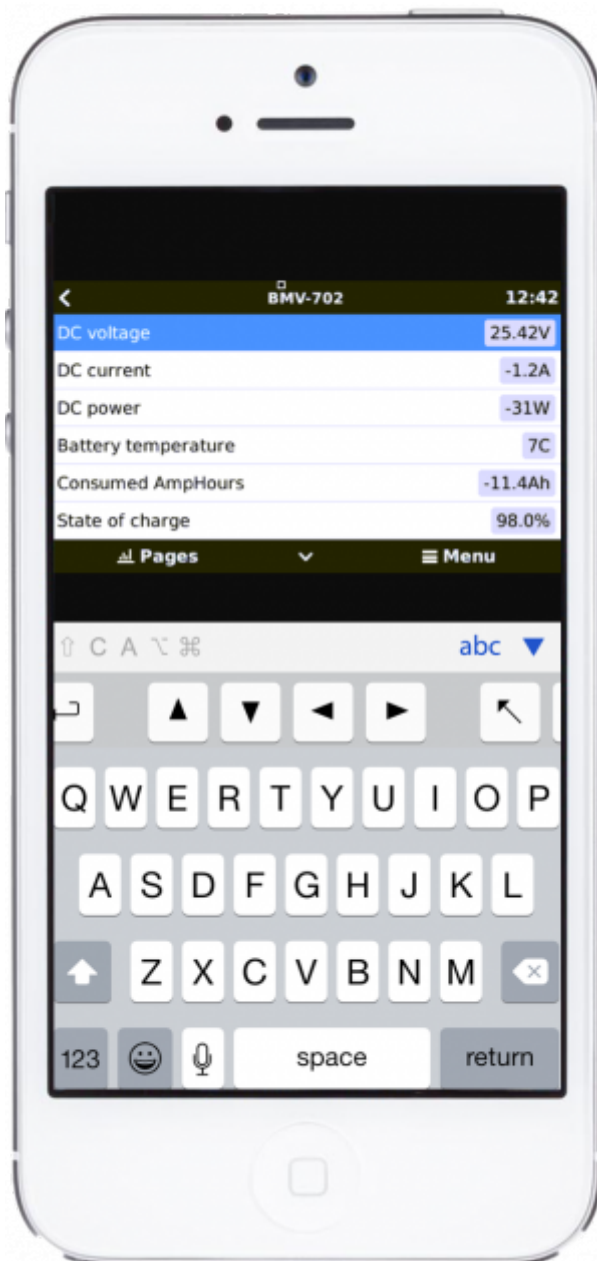 BMV-702 12:42
DC voltage 25.42V
DC current -1.2A
DC power -31W
Battery temperature 7C
Consumed AmpHours -11.4Ah
State of charge 98.0%
Pages Menu
C A abc
Q W E R T Y U I O P
A S D F G H J K L
Z X C V B N M
123 space return